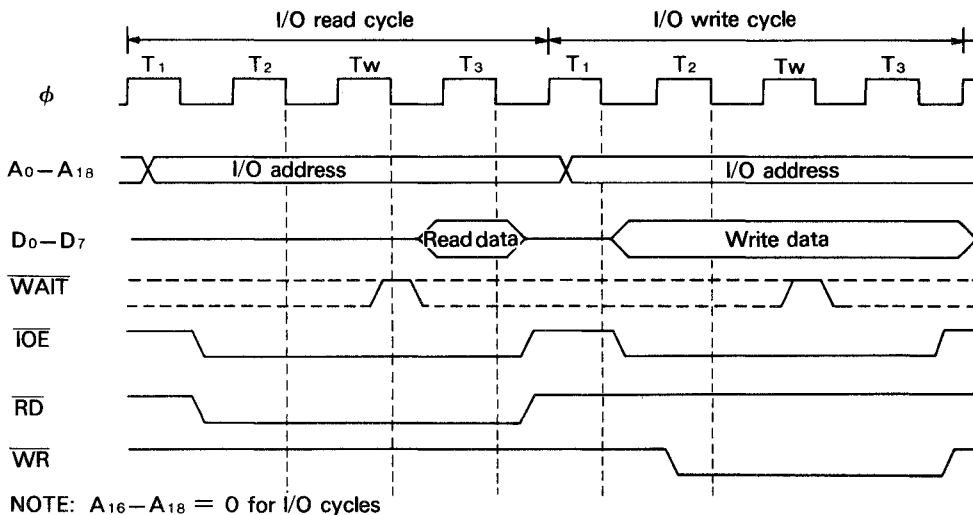 I/O read cycle I/O write cycle
T1 T2 Tw T3 T1 T2 Tw T3
ϕ
A0–A18 I/O address I/O address
D0–D7 Read data Write data
WAIT
IOE
RD
WR
NOTE: A16–A18 = 0 for I/O cycles